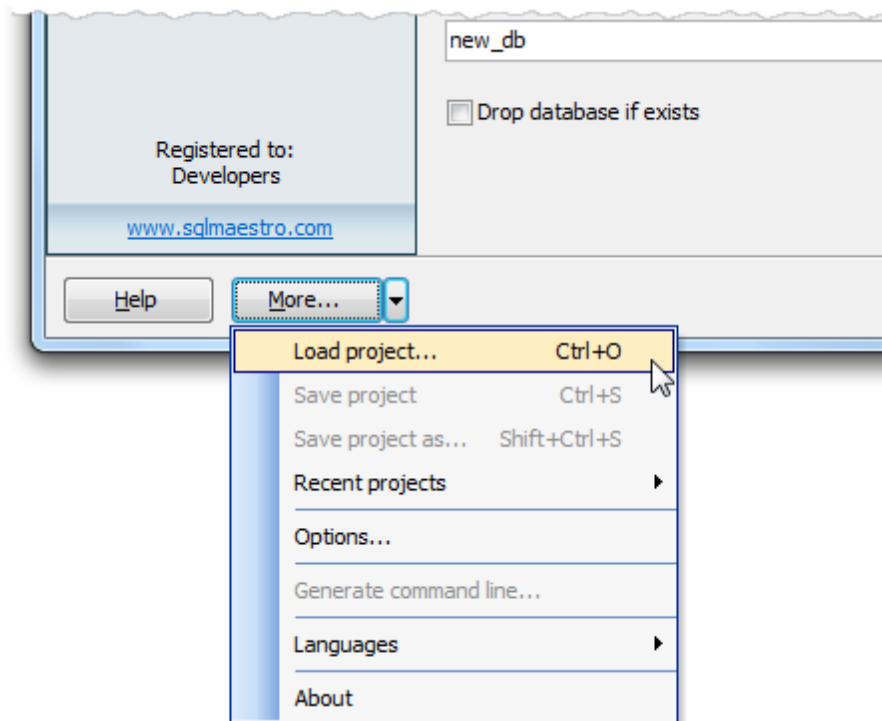 new_db
Drop database if exists
Registered to:
Developers
www.sqlmaestro.com
Help
More...
Load project... Ctrl+O
Save project Ctrl+S
Save project as... Shift+Ctrl+S
Recent projects
Options...
Generate command line...
Languages
About